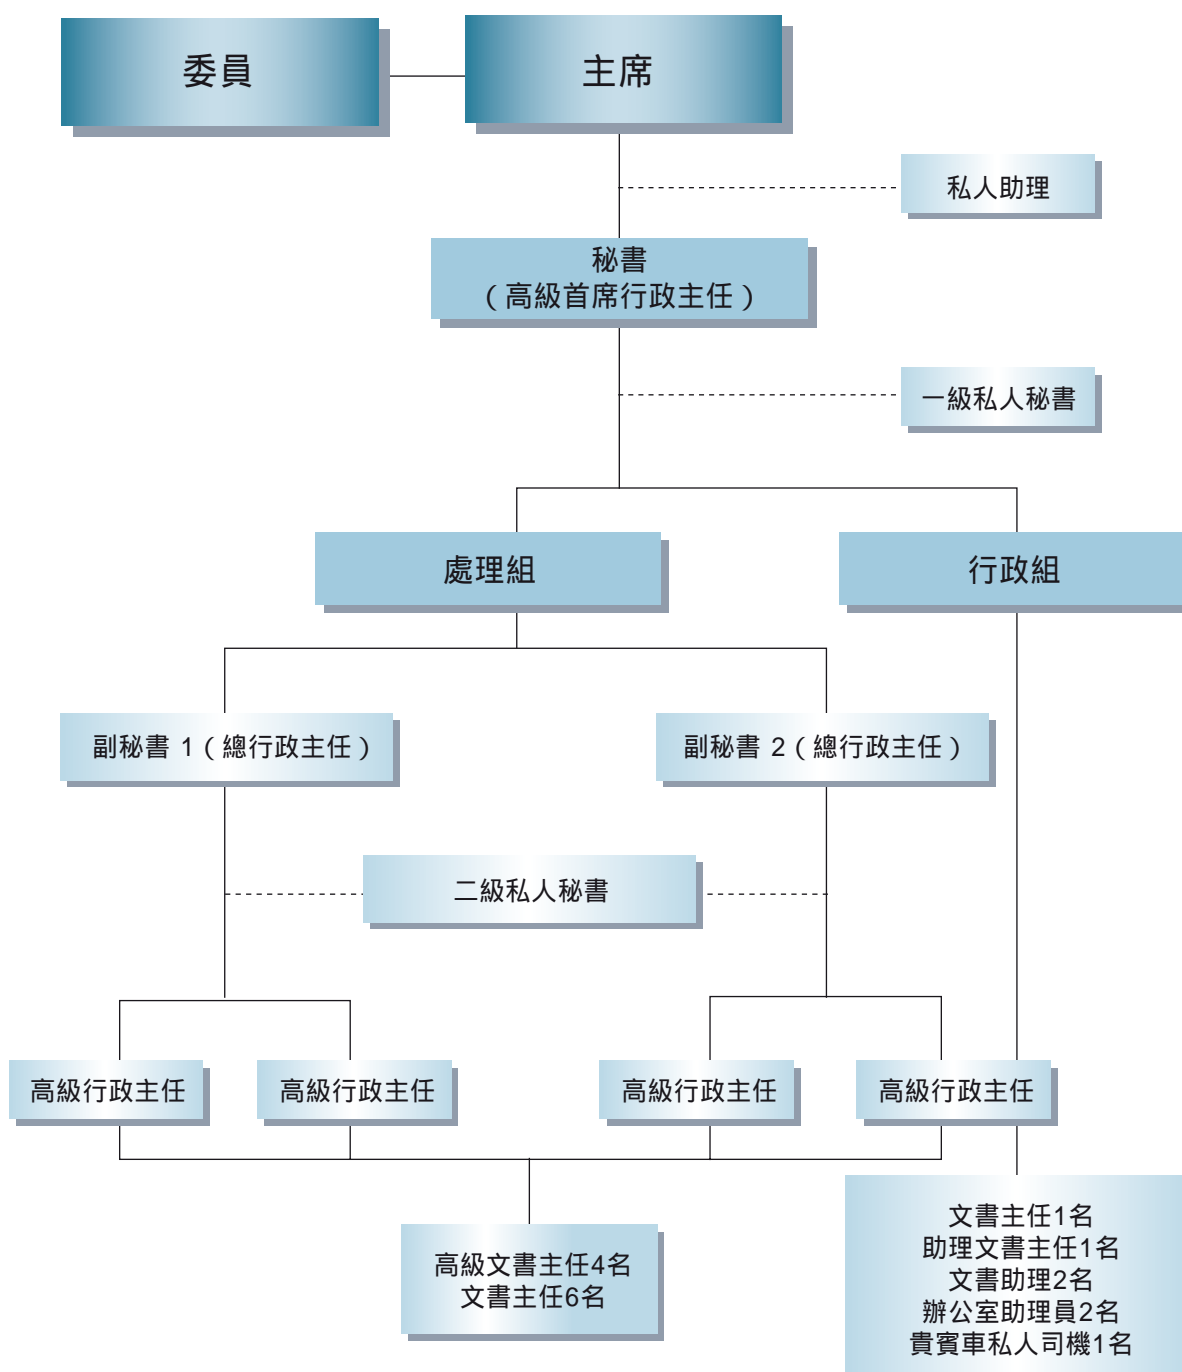 委員
主席
私人助理
秘書
（高級首席行政主任）
一級私人秘書
處理組
行政組
副秘書 1（總行政主任）
副秘書 2（總行政主任）
二級私人秘書
高級行政主任
高級行政主任
高級行政主任
高級行政主任
高級文書主任4名
文書主任6名
文書主任1名
助理文書主任1名
文書助理2名
辦公室助理員2名
貴賓車私人司機1名